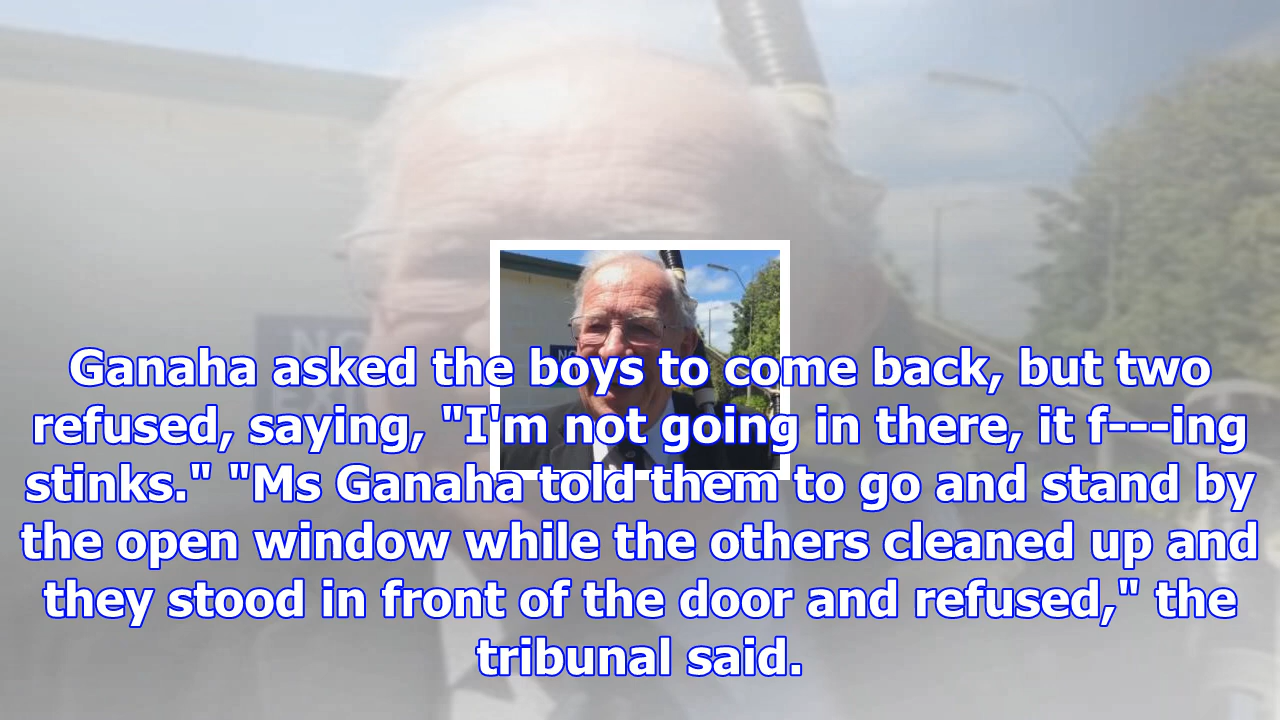 NO
Ganaha asked the boys to come back, but two
refused, saying, "I'm not going in there, it f---ing
stinks." "Ms Ganaha told them to go and stand by
the open window while the others cleaned up and
they stood in front of the door and refused," the
tribunal said.